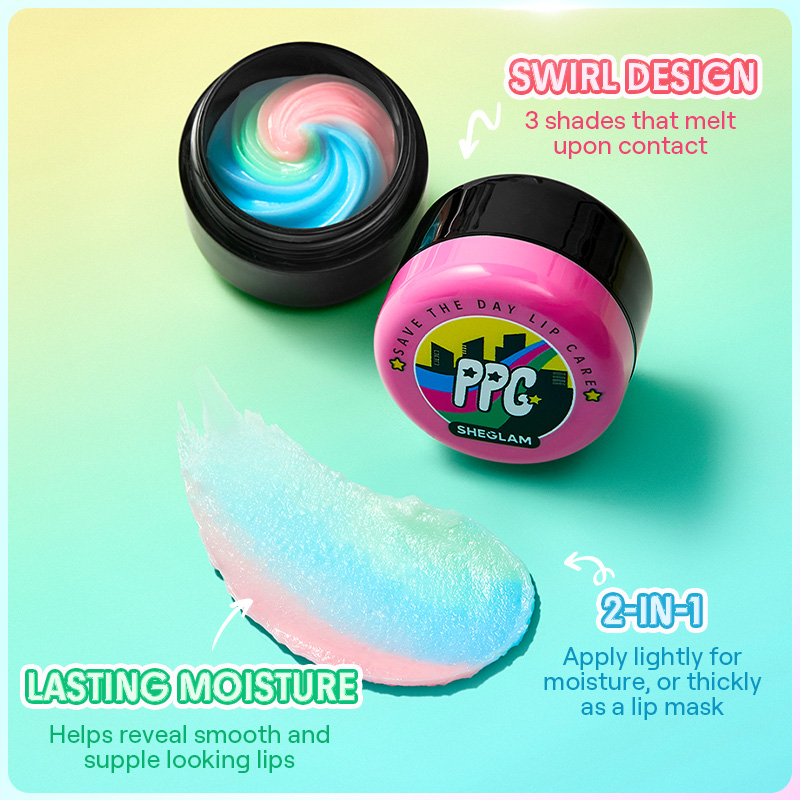 SWIRL DESIGN
3 shades that melt
upon contact
SAVE THE DAY LIP CARE
PPG
SHEGLAM
2-IN-1
Apply lightly for
moisture, or thickly
as a lip mask
LASTING MOISTURE
Helps reveal smooth and
supple looking lips